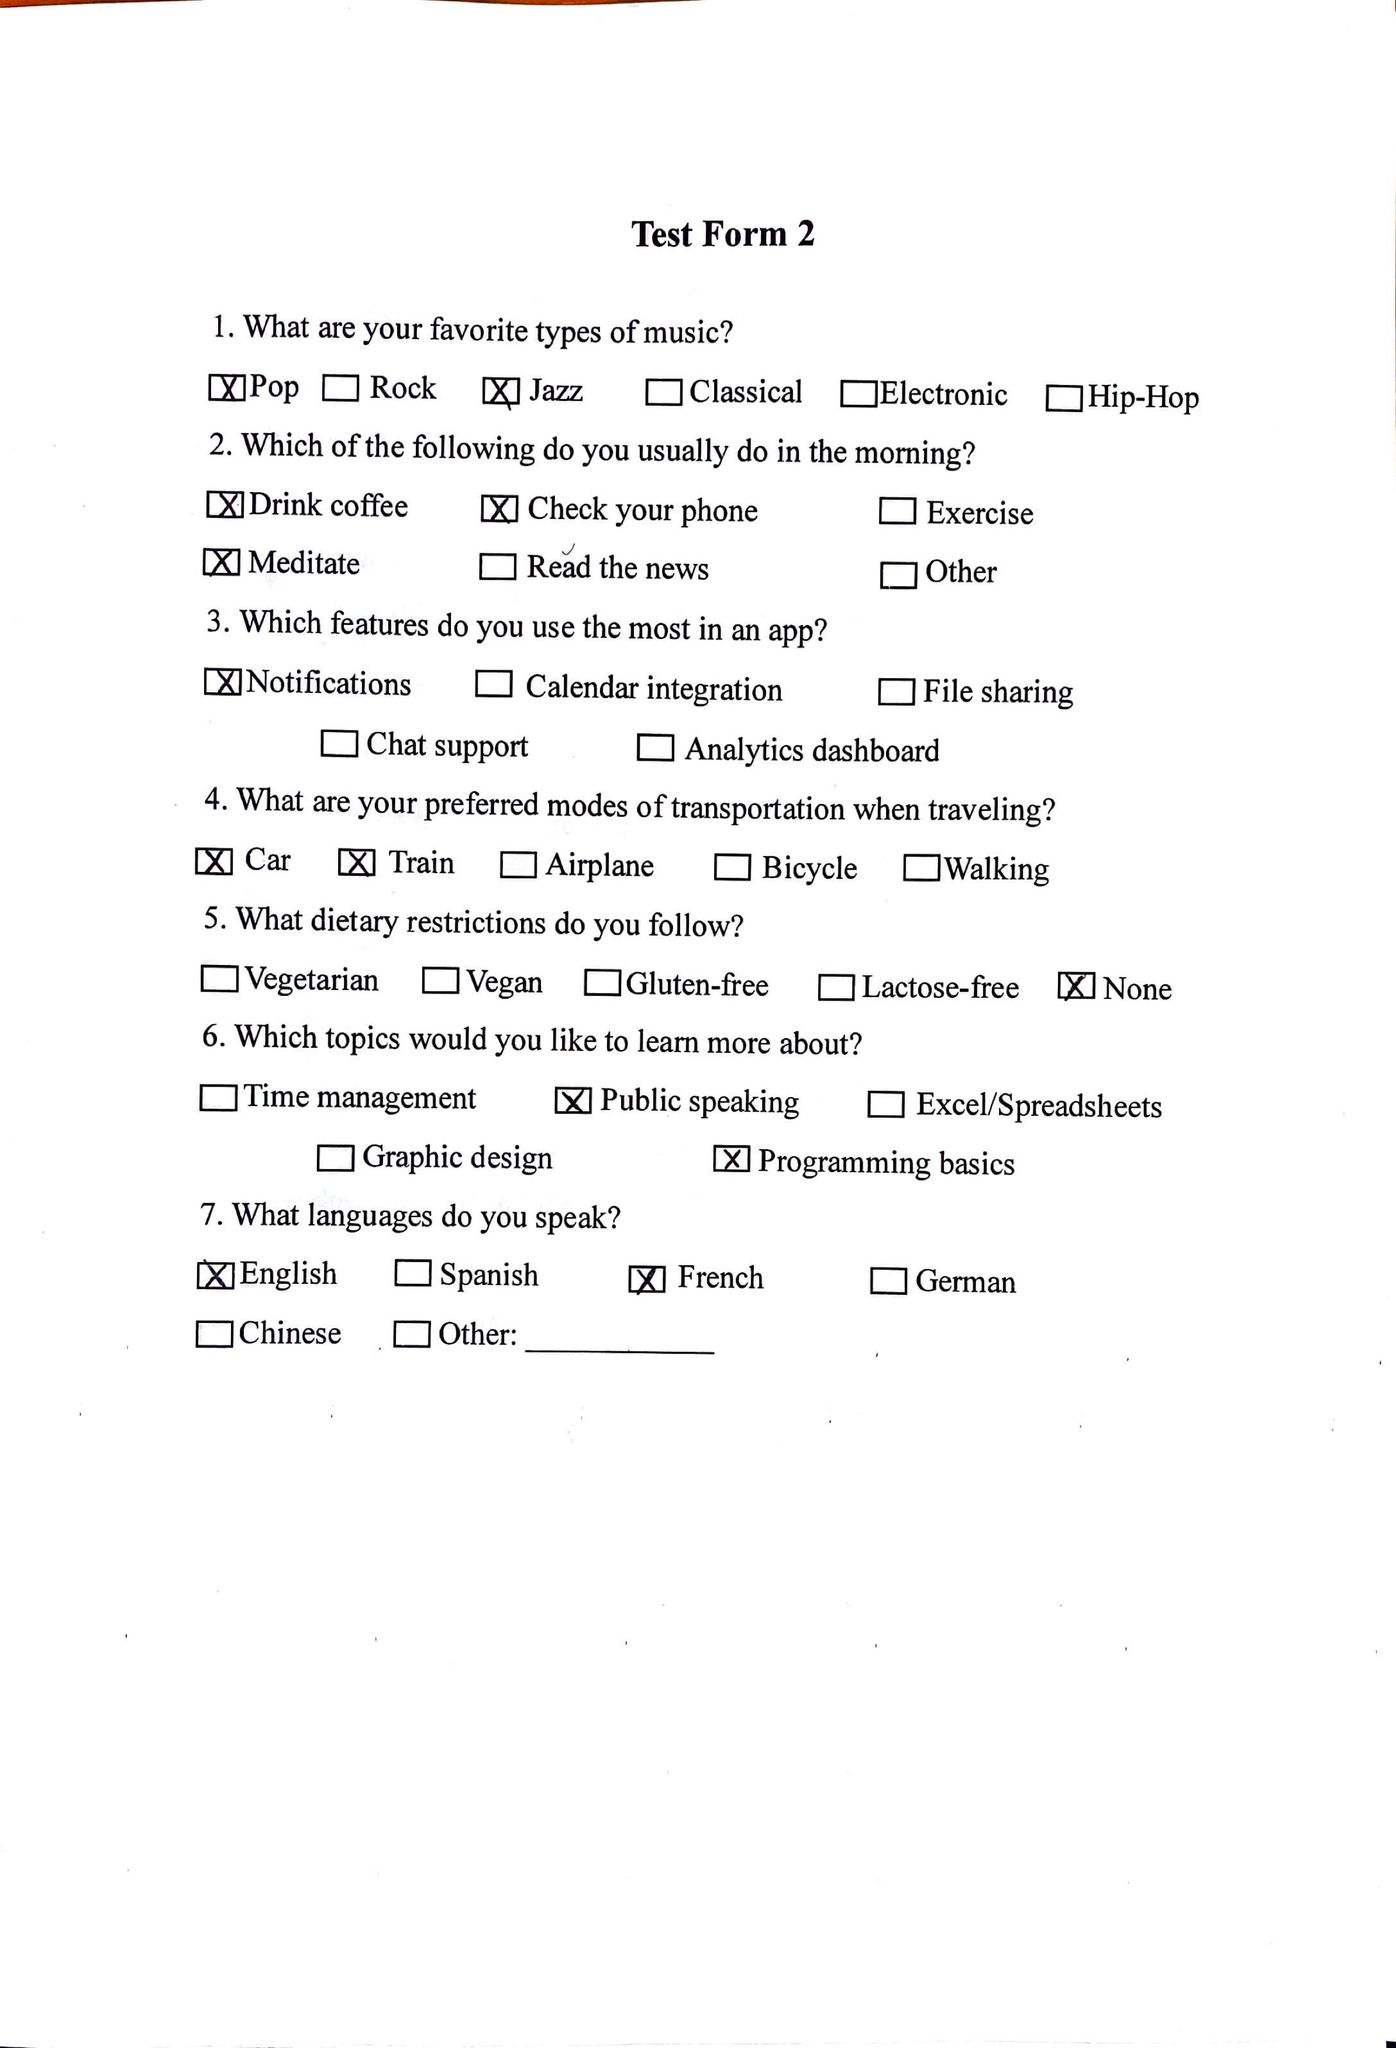 Test Form 2
1. What are your favorite types of music?
☒ Pop ☐ Rock ☒ Jazz ☐ Classical ☐ Electronic ☐ Hip-Hop
2. Which of the following do you usually do in the morning?
☒ Drink coffee ☒ Check your phone ☐ Exercise
☒ Meditate ☐ Read the news ☐ Other
3. Which features do you use the most in an app?
☒ Notifications ☐ Calendar integration ☐ File sharing
☐ Chat support ☐ Analytics dashboard
4. What are your preferred modes of transportation when traveling?
☒ Car ☒ Train ☐ Airplane ☐ Bicycle ☐ Walking
5. What dietary restrictions do you follow?
☐ Vegetarian ☐ Vegan ☐ Gluten-free ☐ Lactose-free ☒ None
6. Which topics would you like to learn more about?
☐ Time management ☒ Public speaking ☐ Excel/Spreadsheets
☐ Graphic design ☒ Programming basics
7. What languages do you speak?
☒ English ☐ Spanish ☒ French ☐ German
☐ Chinese ☐ Other: ____________